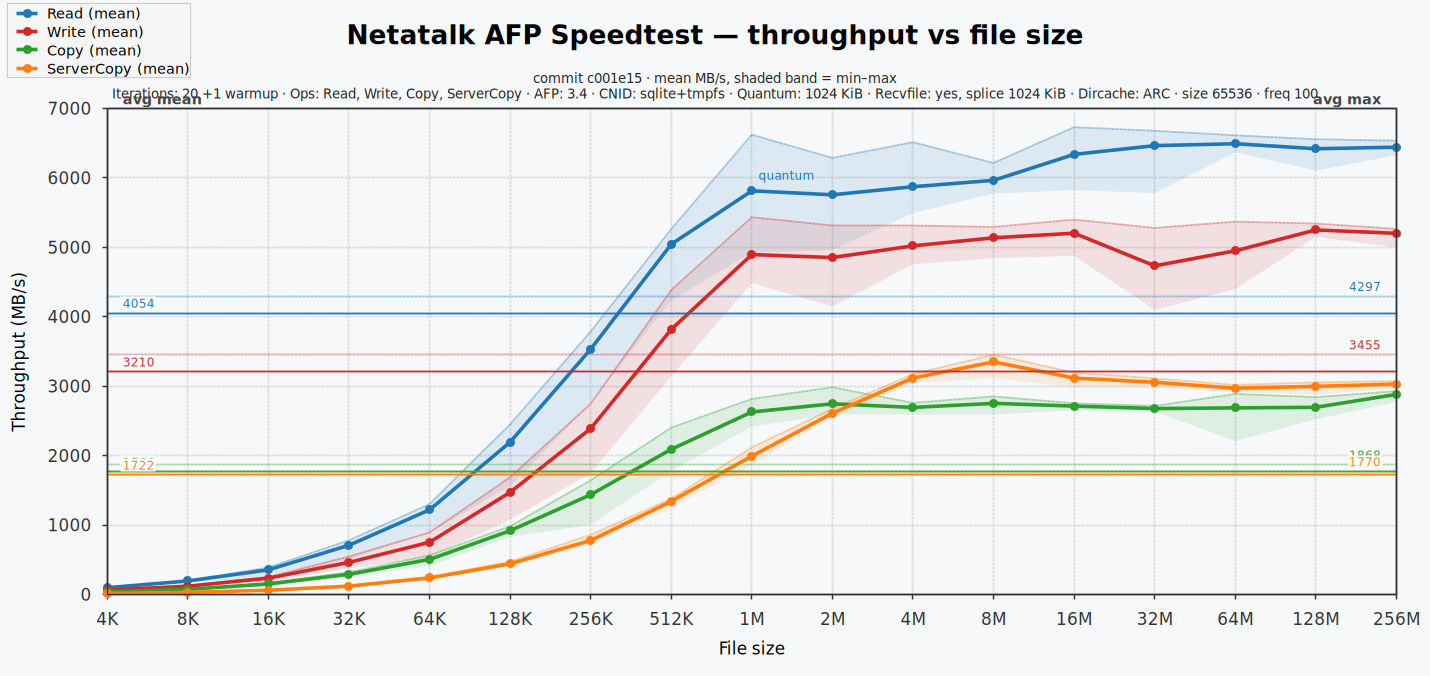 Read (mean)
Write (mean)
Copy (mean)
ServerCopy (mean)
Netatalk AFP Speedtest — throughput vs file size
commit c001e15 · mean MB/s, shaded band = min–max
Iterations: 20 +1 warmup · Ops: Read, Write, Copy, ServerCopy · AFP: 3.4 · CNID: sqlite+tmpfs · Quantum: 1024 KiB · Recvfile: yes, splice 1024 KiB · Dircache: ARC · size 65536 · freq 100
avg mean
avg max
7000
6000
5000
4000
3000
2000
1000
0
Throughput (MB/s)
quantum
4054
4297
3210
3455
1868
1722
1770
4K 8K 16K 32K 64K 128K 256K 512K 1M 2M 4M 8M 16M 32M 64M 128M 256M
File size